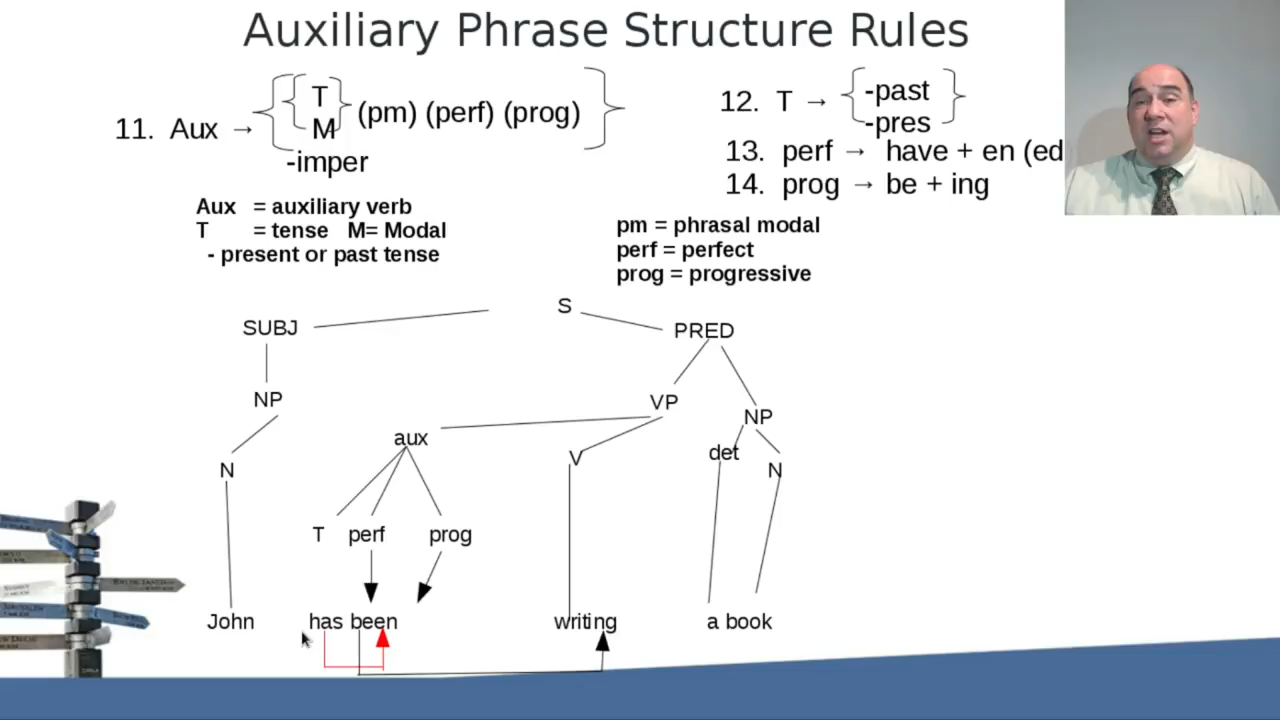 Auxiliary Phrase Structure Rules
11. Aux → { { T M } (pm) (perf) (prog) }
-imper
12. T → { -past -pres }
13. perf → have + en (ed
14. prog → be + ing
Aux = auxiliary verb
T = tense M= Modal
- present or past tense
pm = phrasal modal
perf = perfect
prog = progressive
S
SUBJ PRED
NP VP NP
aux V det
N N
T perf prog
John has been writing a book